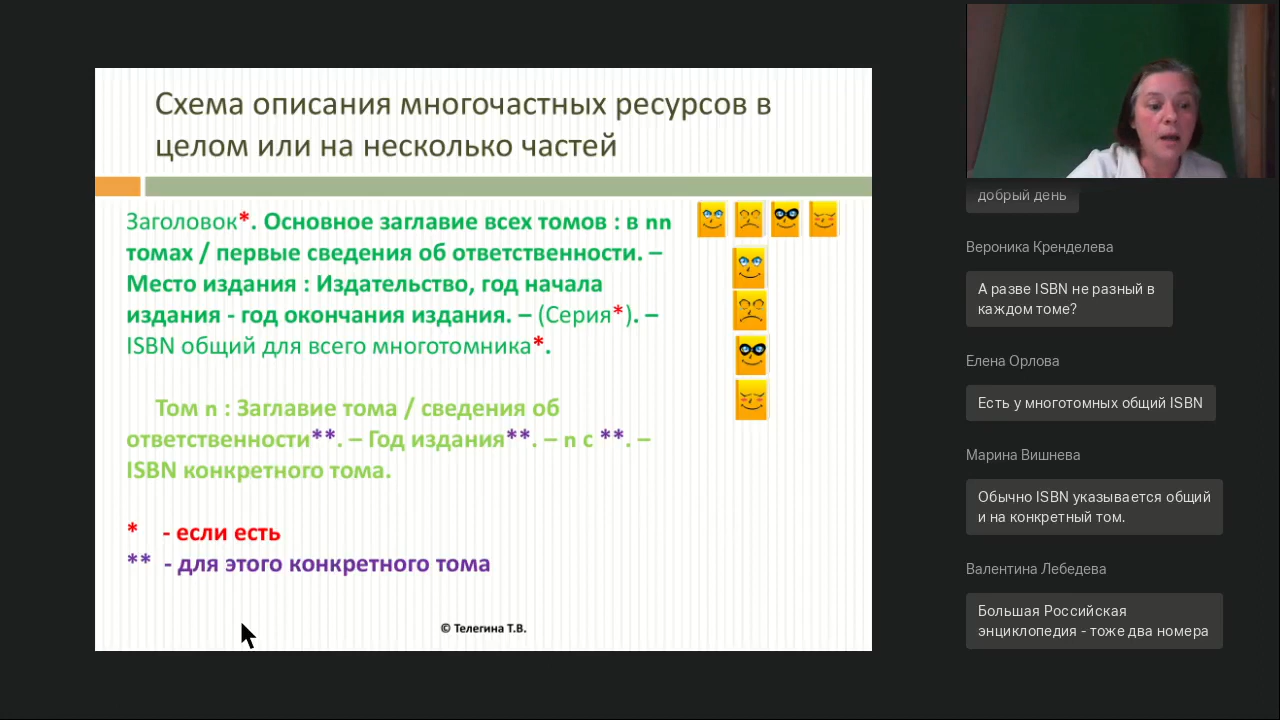 Схема описания многочастных ресурсов в
целом или на несколько частей
Заголовок*. Основное заглавие всех томов : в nn
томах / первые сведения об ответственности. –
Место издания : Издательство, год начала
издания - год окончания издания. – (Серия*). –
ISBN общий для всего многотомника*.
Том n : Заглавие тома / сведения об
ответственности**. – Год издания**. – n с **. –
ISBN конкретного тома.
* - если есть
** - для этого конкретного тома
© Телегина Т.В.
добрый день
Вероника Кренделева
А разве ISBN не разный в
каждом томе?
Елена Орлова
Есть у многотомных общий ISBN
Марина Вишнева
Обычно ISBN указывается общий
и на конкретный том.
Валентина Лебедева
Большая Российская
энциклопедия - тоже два номера